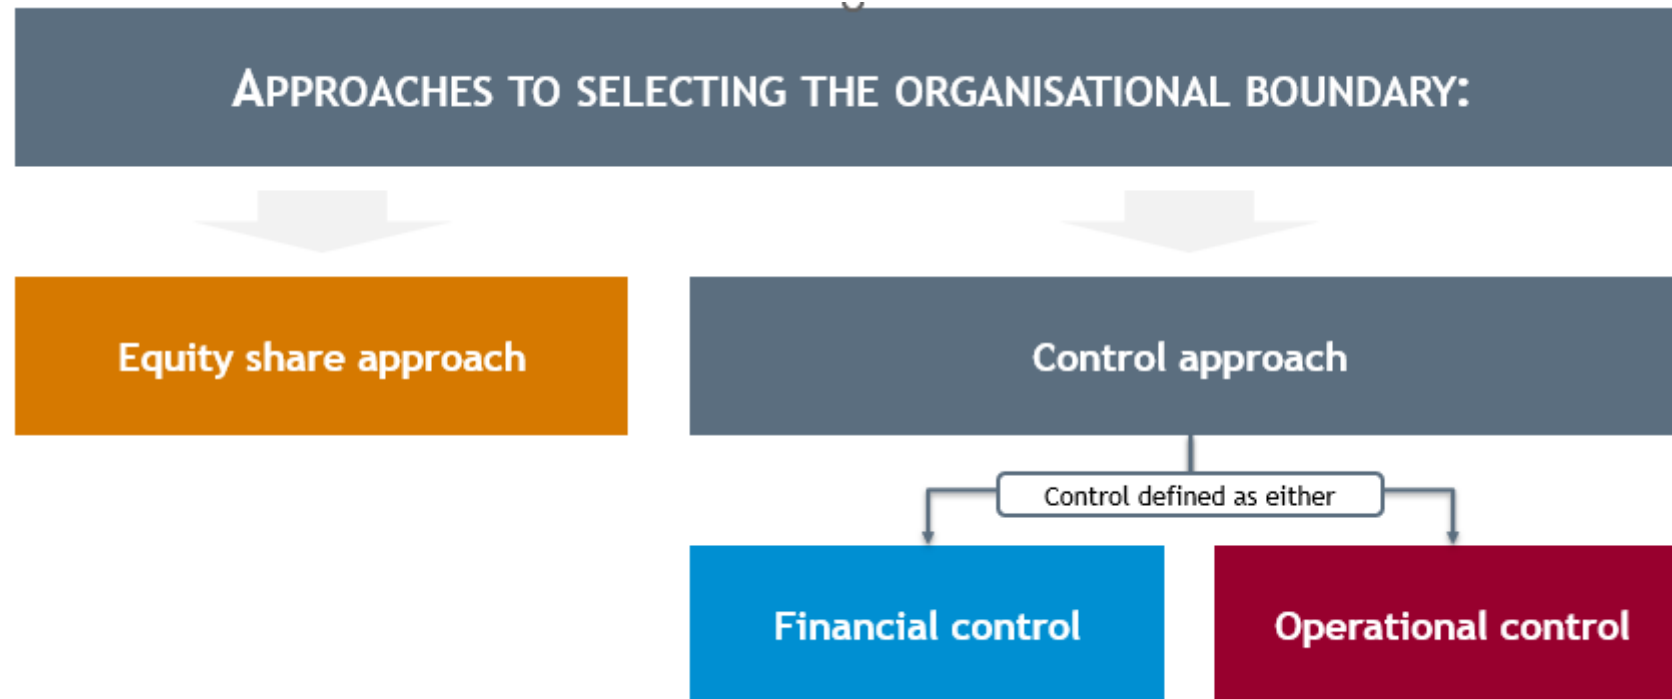 APPROACHES TO SELECTING THE ORGANISATIONAL BOUNDARY:
Equity share approach
Control approach
Control defined as either
Financial control
Operational control